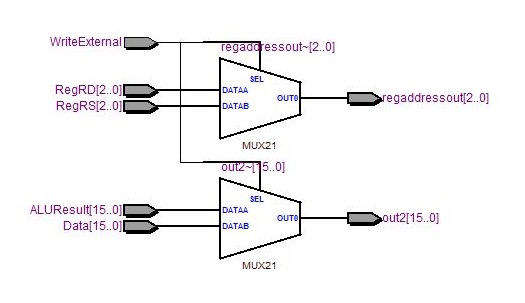 WriteExternal
regaddressout~[2..0]
SEL
RegRD[2..0]
DATAA
OUT0
regaddressout[2..0]
RegRS[2..0]
DATAB
MUX21
out2~[15..0]
SEL
ALUResult[15..0]
DATAA
OUT0
out2[15..0]
Data[15..0]
DATAB
MUX21